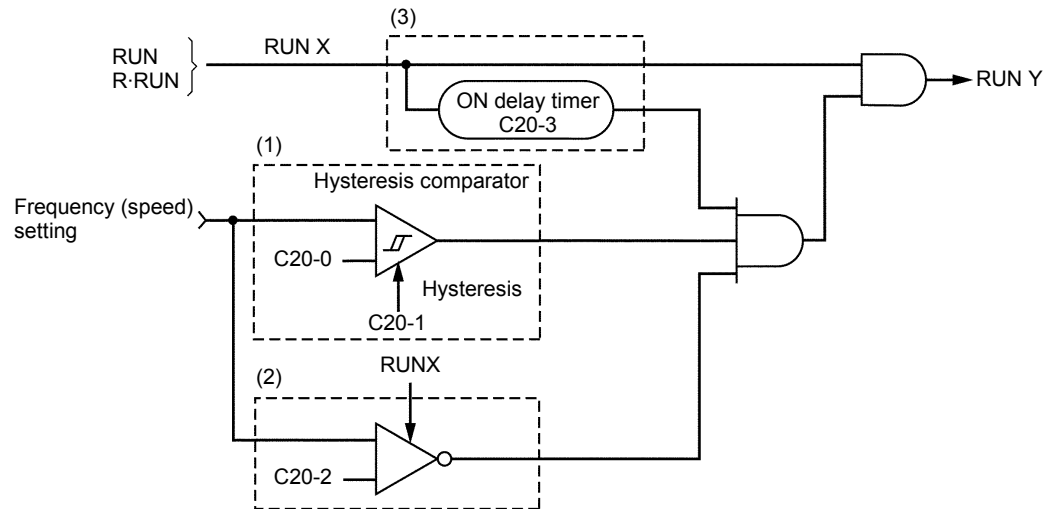 (3)
RUN
R·RUN
RUN X
RUN Y
ON delay timer
C20-3
(1)
Hysteresis comparator
Frequency (speed)
setting
C20-0
Hysteresis
C20-1
RUNX
(2)
C20-2